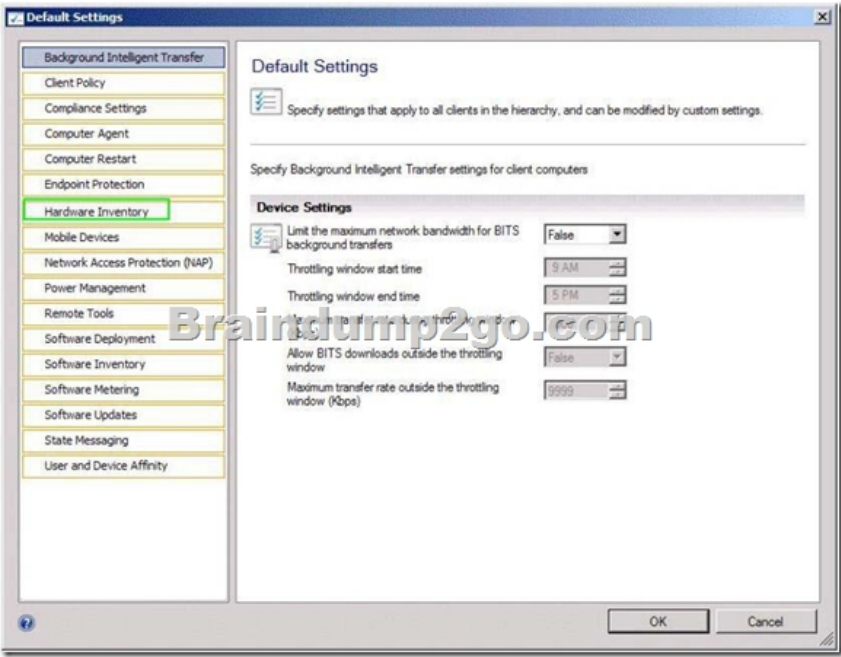 Default Settings
Background Intelligent Transfer
Client Policy
Compliance Settings
Computer Agent
Computer Restart
Endpoint Protection
Hardware Inventory
Mobile Devices
Network Access Protection (NAP)
Power Management
Remote Tools
Software Deployment
Software Inventory
Software Metering
Software Updates
State Messaging
User and Device Affinity
Default Settings
Specify settings that apply to all clients in the hierarchy, and can be modified by custom settings.
Specify Background Intelligent Transfer settings for client computers
Device Settings
Limit the maximum network bandwidth for BITS
background transfers
False
Throttling window start time
9 AM
Throttling window end time
5 PM
Allow BITS downloads outside the throttling
window
False
Maximum transfer rate outside the throttling
window (Kbps)
9999
Braindump2go.com
OK
Cancel